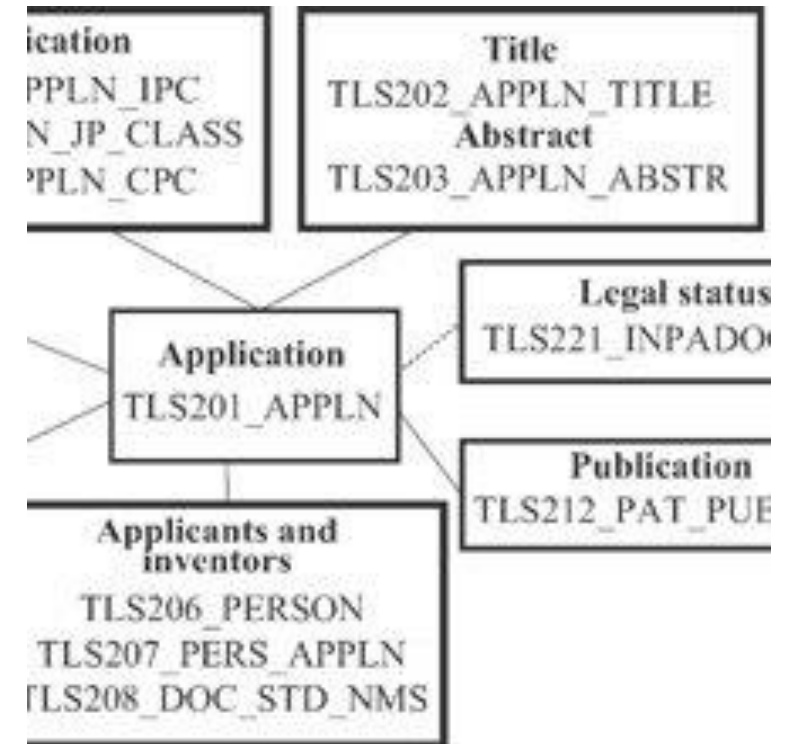 ication
PPLN_IPC
N_JP_CLASS
PPLN_CPC
Title
TLS202_APPLN_TITLE
Abstract
TLS203_APPLN_ABSTR
Legal status
TLS221_INPADO
Application
TLS201_APPLN
Publication
TLS212_PAT_PUB
Applicants and
inventors
TLS206_PERSON
TLS207_PERS_APPLN
TLS208_DOC_STD_NMS